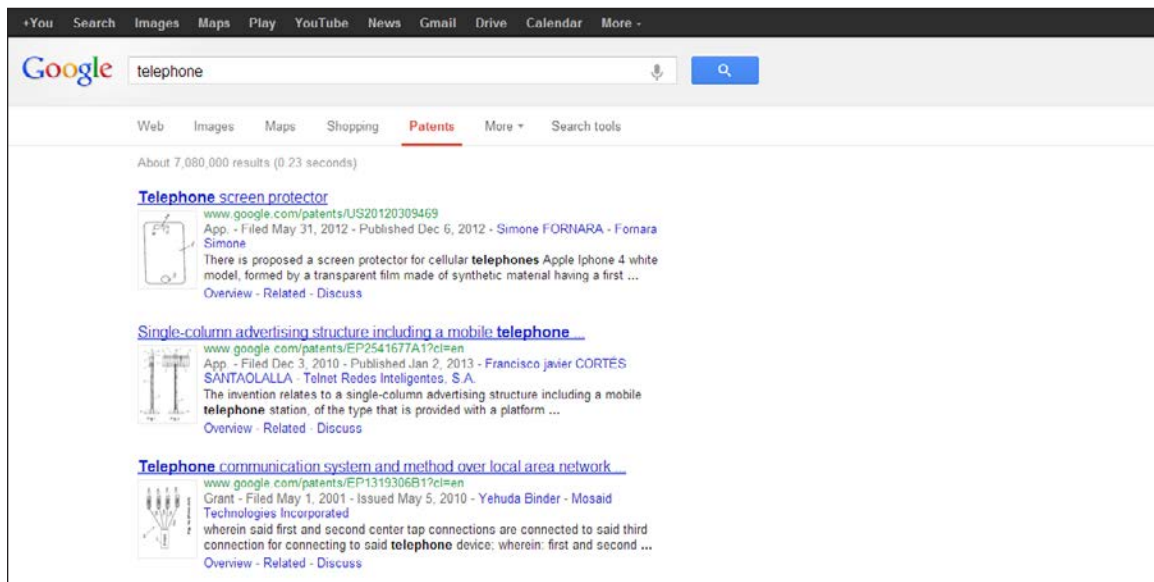 +You Search Images Maps Play YouTube News Gmail Drive Calendar More
Google telephone
Web Images Maps Shopping Patents More Search tools
About 7,080,000 results (0.23 seconds)
Telephone screen protector
www.google.com/patents/US20120309469
App. - Filed May 31, 2012 - Published Dec 6, 2012 - Simone FORNARA - Fornara
Simone
There is proposed a screen protector for cellular telephones Apple Iphone 4 white
model, formed by a transparent film made of synthetic material having a first ...
Overview - Related - Discuss
Single-column advertising structure including a mobile telephone ...
www.google.com/patents/EP2541677A1?cl=en
App. - Filed Dec 3, 2010 - Published Jan 2, 2013 - Francisco javier CORTÉS
SANTAOLALLA - Telnet Redes Inteligentes, S.A.
The invention relates to a single-column advertising structure including a mobile
telephone station, of the type that is provided with a platform ...
Overview - Related - Discuss
Telephone communication system and method over local area network ...
www.google.com/patents/EP1319306B1?cl=en
Grant - Filed May 1, 2001 - Issued May 5, 2010 - Yehuda Binder - Mosaid
Technologies Incorporated
wherein said first and second center tap connections are connected to said third
connection for connecting to said telephone device; wherein: first and second ...
Overview - Related - Discuss